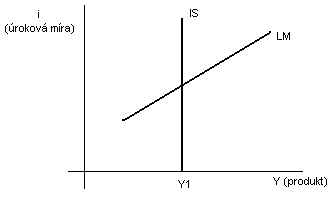 i
(úroková míra)
IS
LM
Y1
Y (produkt)